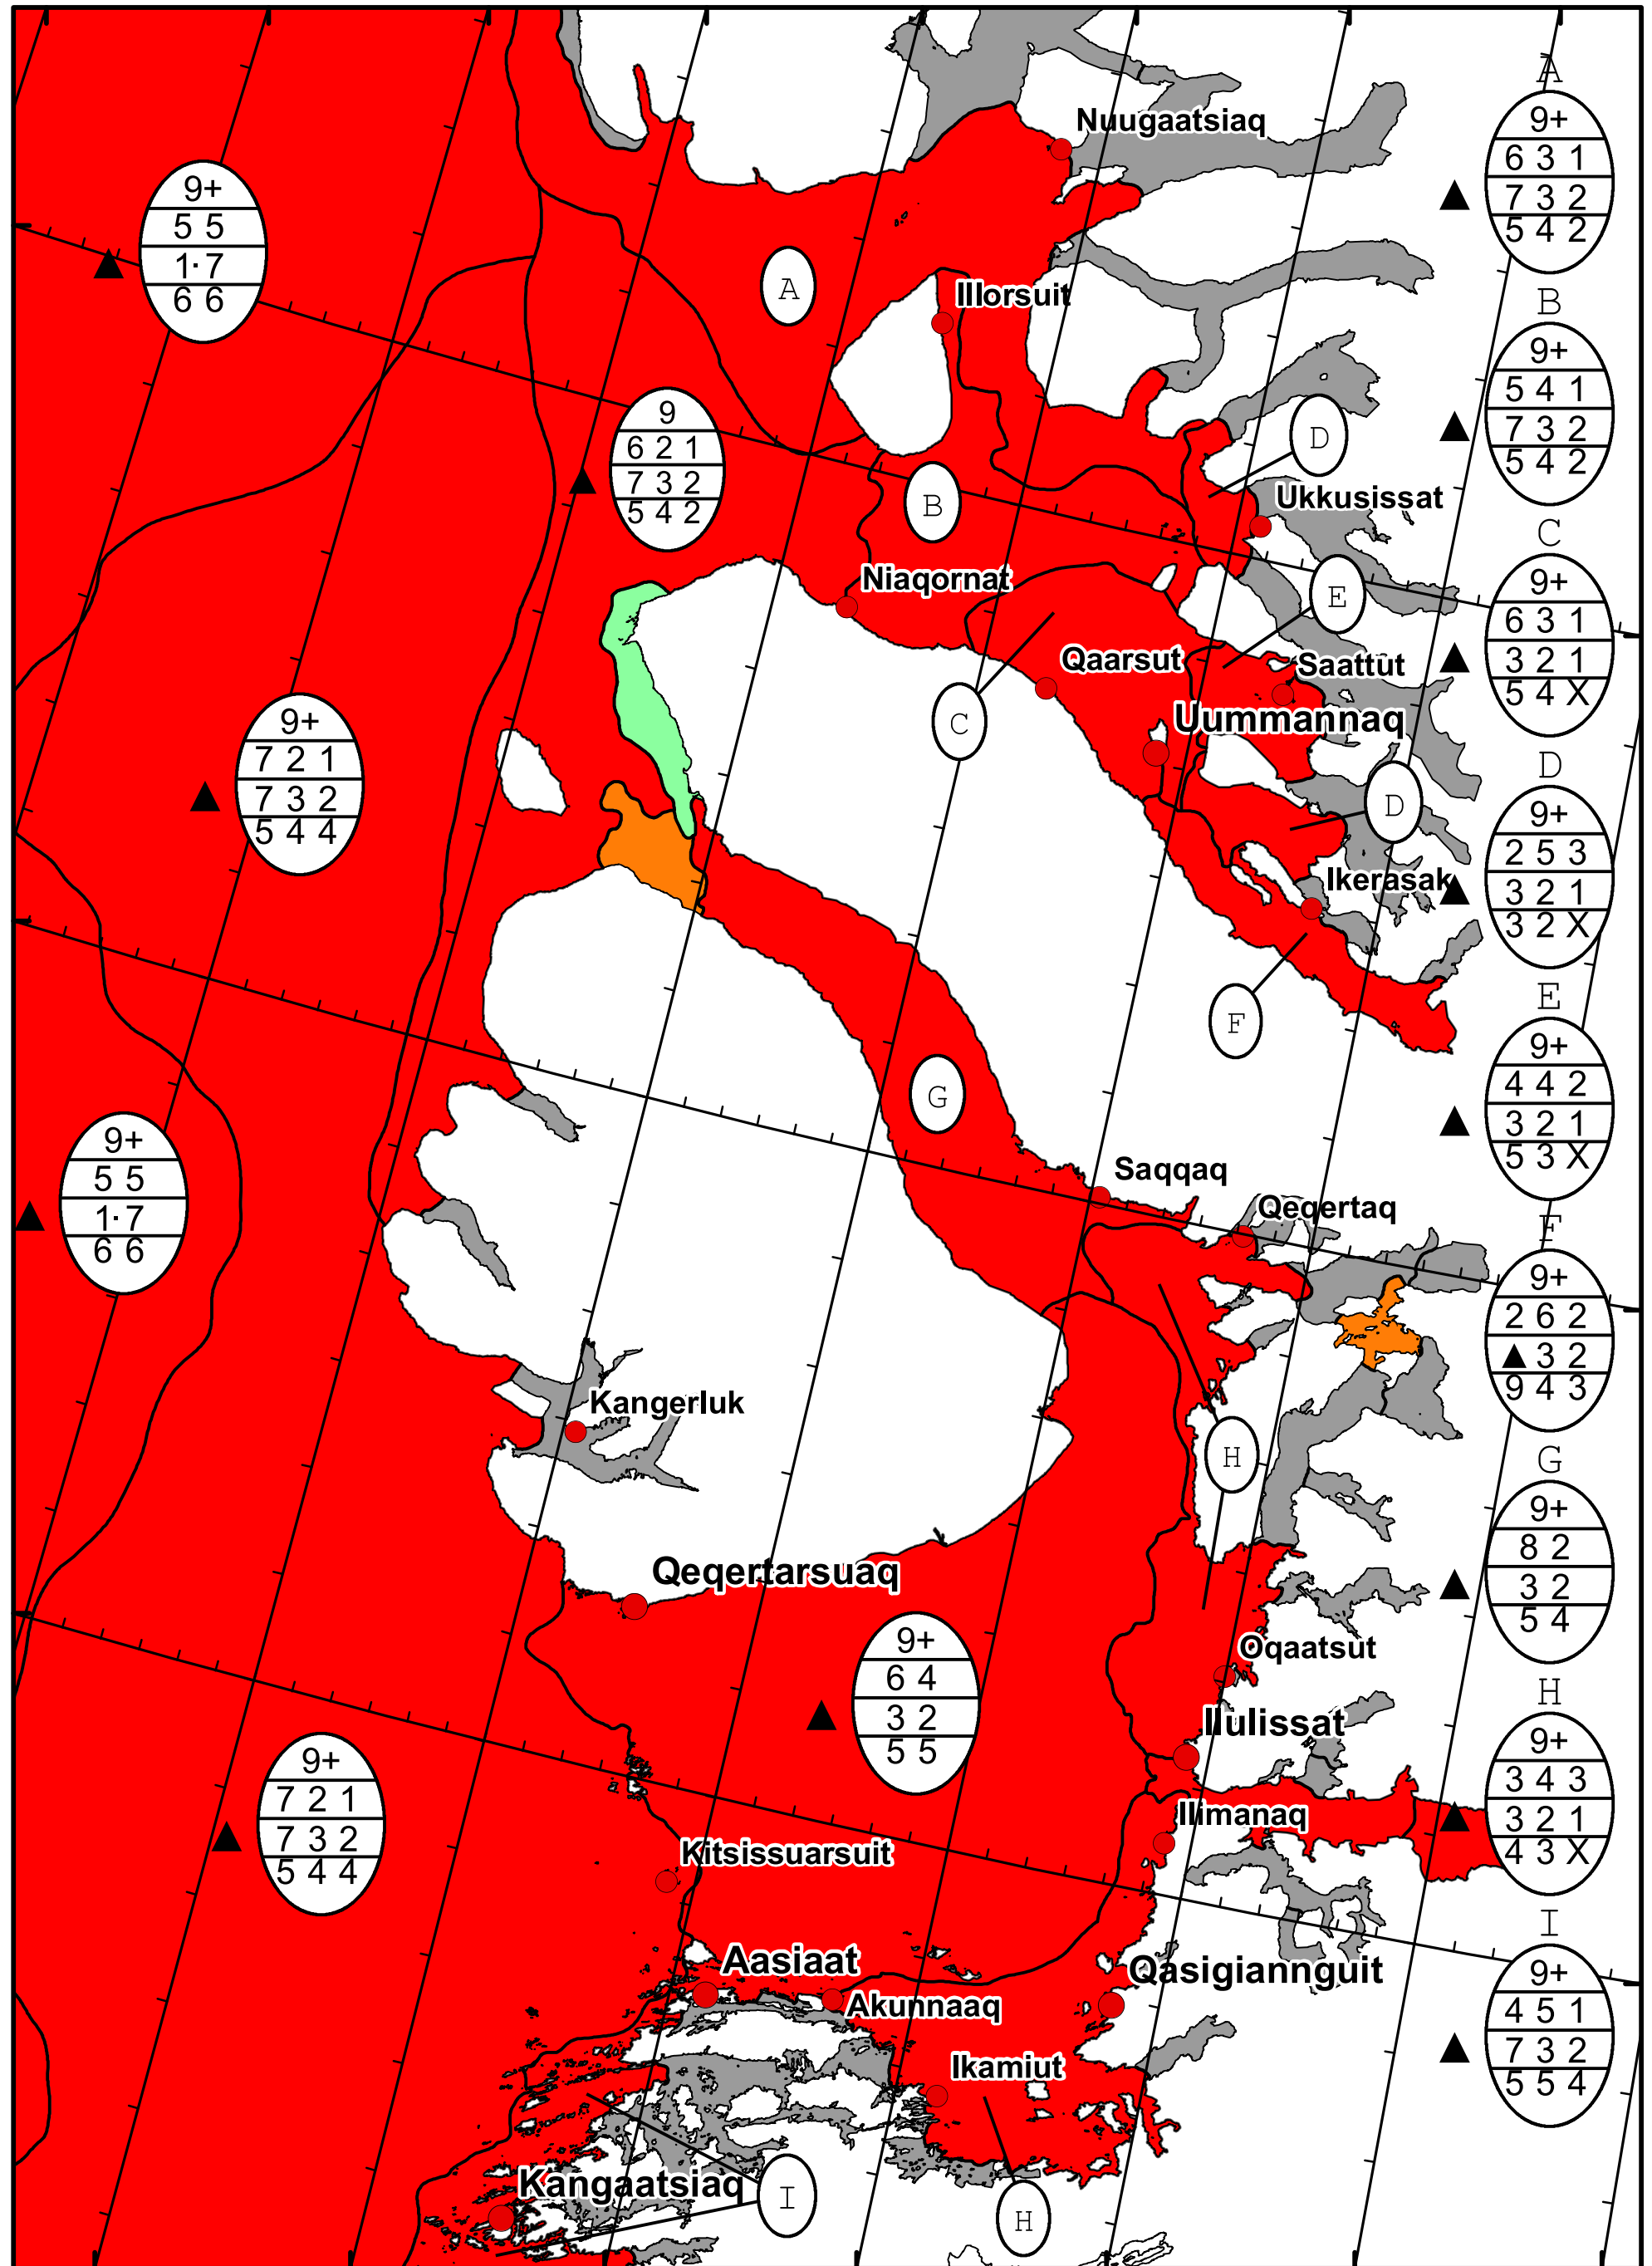 A
9+
6 3 1
7 3 2
5 4 2
Nuugaatsiaq
9+
5 5
1· 7
6 6
A
Illorsuit
B
9+
5 4 1
7 3 2
5 4 2
9
6 2 1
7 3 2
5 4 2
D
B
Ukkusissat
C
9+
6 3 1
3 2 1
5 4 X
Niaqornat
E
Qaarsut
Saattut
C
Uummannaq
9+
7 2 1
7 3 2
5 4 4
D
9+
2 5 3
3 2 1
3 2 X
D
Ikerasak
F
E
9+
4 4 2
3 2 1
5 3 X
G
9+
5 5
1· 7
6 6
Saqqaq
Qeqertaq
F
9+
2 6 2
▲ 3 2
9 4 3
Kangerluk
H
G
9+
8 2
3 2
5 4
Qeqertarsuaq
9+
6 4
3 2
5 5
Oqaatsut
H
9+
3 4 3
3 2 1
4 3 X
Ilulissat
9+
7 2 1
7 3 2
5 4 4
Ilimanaq
Kitsissuarsuit
I
9+
4 5 1
7 3 2
5 5 4
Aasiaat
Qasigiannguit
Akunnaaq
Ikamiut
Kangaatsiaq
I
H